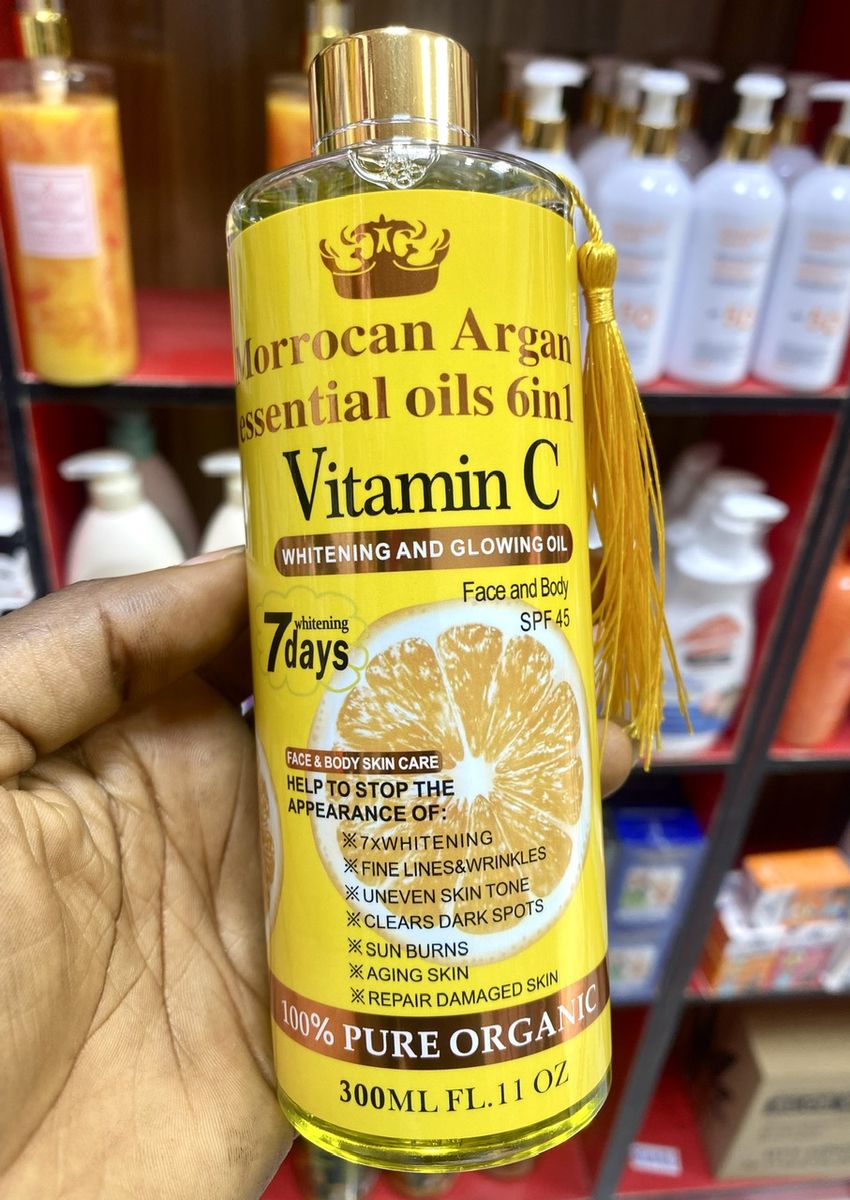 Morrocan Argan
essential oils 6in1
Vitamin C
WHITENING AND GLOWING OIL
Face and Body
SPF 45
whitening
7days
FACE & BODY SKIN CARE
HELP TO STOP THE
APPEARANCE OF:
※7xWHITENING
※FINE LINES&WRINKLES
※UNEVEN SKIN TONE
※CLEARS DARK SPOTS
※SUN BURNS
※AGING SKIN
※REPAIR DAMAGED SKIN
100% PURE ORGANIC
300ML FL.11 OZ